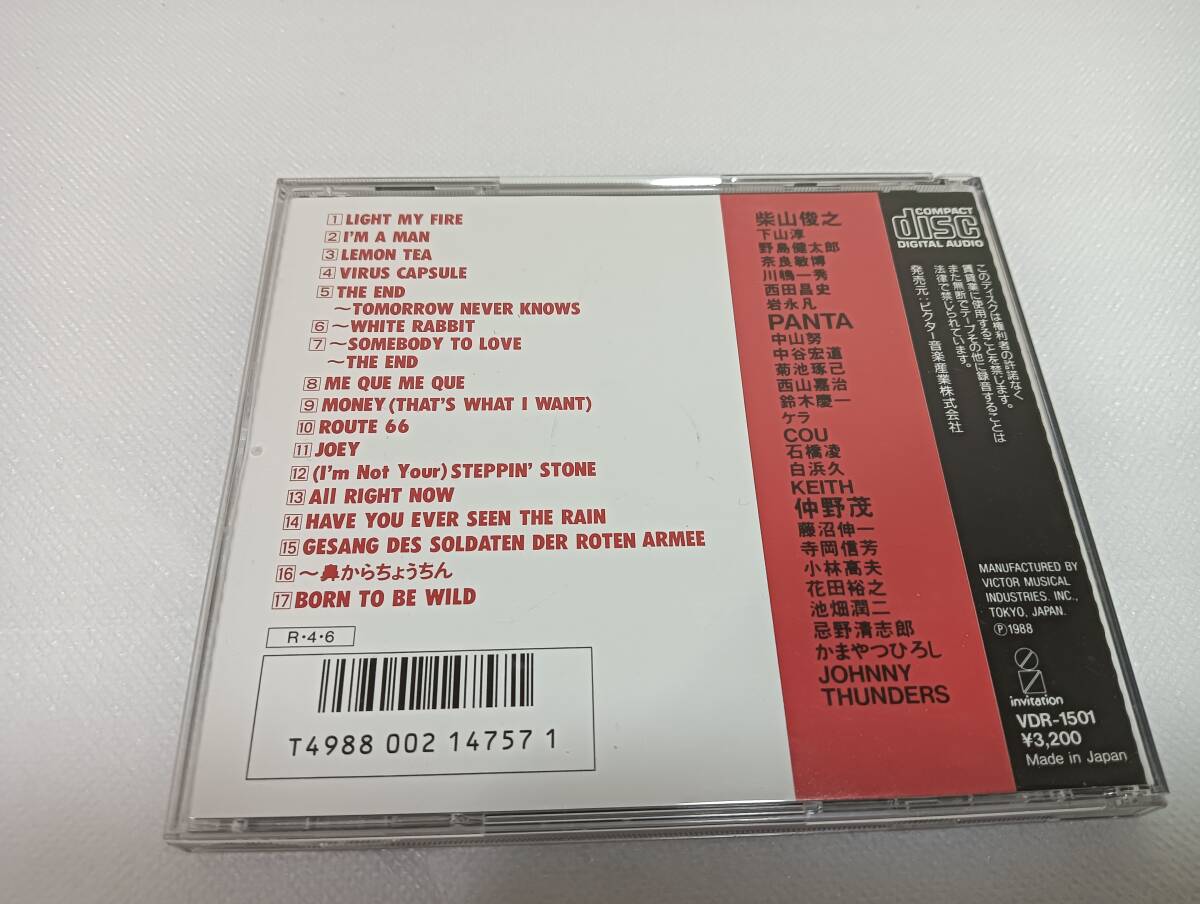 1 LIGHT MY FIRE
2 I'M A MAN
3 LEMON TEA
4 VIRUS CAPSULE
5 THE END
~TOMORROW NEVER KNOWS
6 ~WHITE RABBIT
7 ~SOMEBODY TO LOVE
~THE END
8 ME QUE ME QUE
9 MONEY (THAT'S WHAT I WANT)
10 ROUTE 66
11 JOEY
12 (I'm Not Your) STEPPIN' STONE
13 All RIGHT NOW
14 HAVE YOU EVER SEEN THE RAIN
15 GESANG DES SOLDATEN DER ROTEN ARMEE
16 ~鼻からちょうちん
17 BORN TO BE WILD
R・4・6
T4988 002 14757 1
柴山俊之
下山淳
野島健太郎
奈良敏博
川嶋一秀
西田昌史
岩永凡
PANTA
中山努
中谷宏道
菊池琢己
西山嘉治
鈴木慶一
ケラ
COU
石橋凌
白浜久
KEITH
仲野茂
藤沼伸一
寺岡信芳
小林高夫
花田裕之
池畑潤二
忌野清志郎
かまやつひろし
JOHNNY
THUNDERS
COMPACT
disc
DIGITAL AUDIO
このディスクは権利者の許諾なく
賃貸業に使用することを禁じます。
また無断でテープその他に録音することは
法律で禁じられています。
発売元：ビクター音楽産業株式会社
MANUFACTURED BY
VICTOR MUSICAL
INDUSTRIES. INC.,
TOKYO, JAPAN.
Ⓟ1988
invitation
VDR-1501
¥3,200
Made in Japan